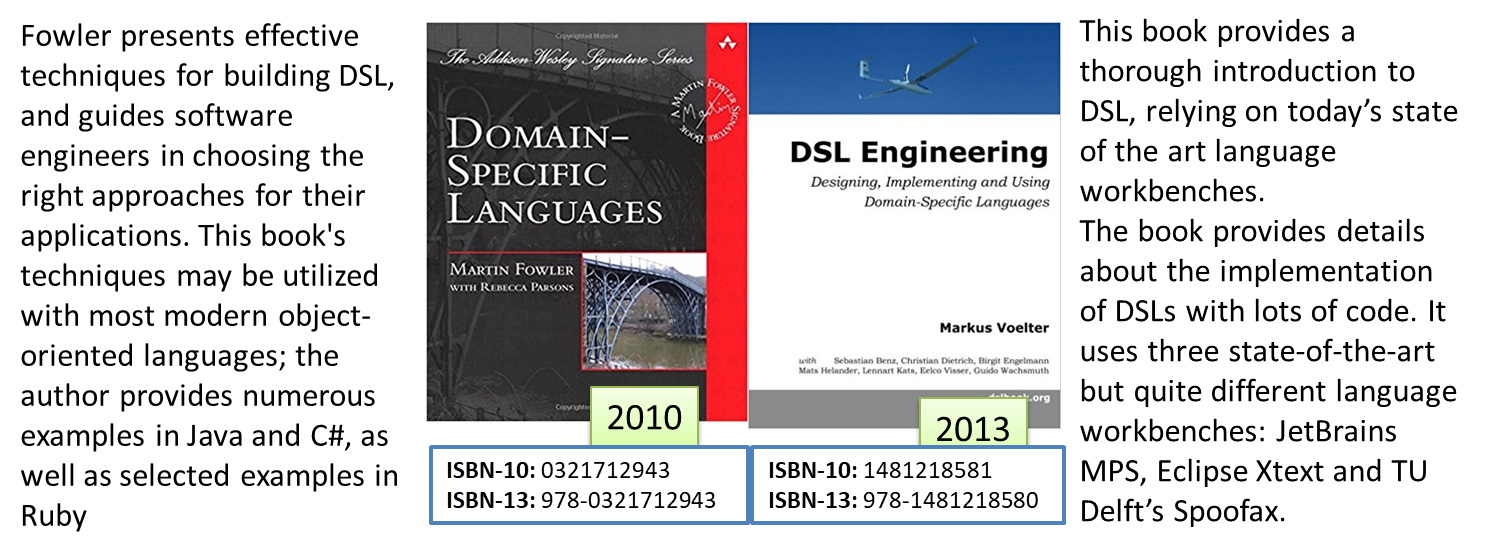 Fowler presents effective
techniques for building DSL,
and guides software
engineers in choosing the
right approaches for their
applications. This book's
techniques may be utilized
with most modern object-
oriented languages; the
author provides numerous
examples in Java and C#, as
well as selected examples in
Ruby
Copyrighted Material
The Addison Wesley Signature Series
A MARTIN FOWLER SIGNATURE BOOK
Martin
DOMAIN-
SPECIFIC
LANGUAGES
MARTIN FOWLER
WITH REBECCA PARSONS
Copyrighted
2010
ISBN-10: 0321712943
ISBN-13: 978-0321712943
DSL Engineering
Designing, Implementing and Using
Domain-Specific Languages
Markus Voelter
with Sebastian Benz, Christian Dietrich, Birgit Engelmann
Mats Helander, Lennart Kats, Eelco Visser, Guido Wachsmuth
dslbook.org
2013
ISBN-10: 1481218581
ISBN-13: 978-1481218580
This book provides a
thorough introduction to
DSL, relying on today’s state
of the art language
workbenches.
The book provides details
about the implementation
of DSLs with lots of code. It
uses three state-of-the-art
but quite different language
workbenches: JetBrains
MPS, Eclipse Xtext and TU
Delft’s Spoofax.